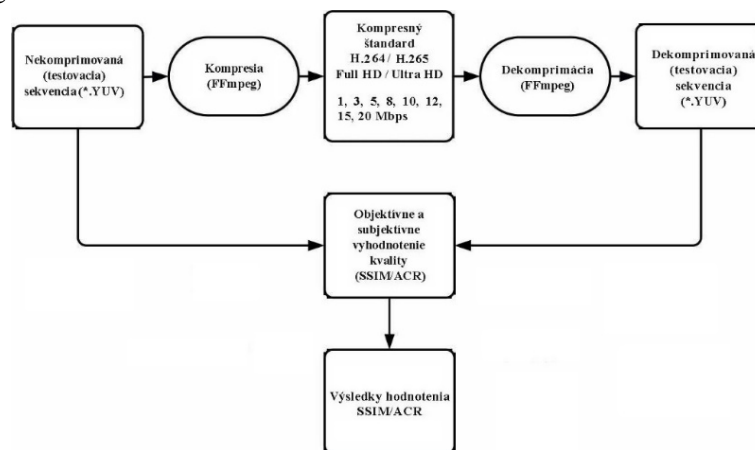 Nekomprimovaná
(testovacia)
sekvencia(*.YUV)
Kompresia
(FFmpeg)
Kompresný
štandard
H.264/ H.265
Full HD / Ultra HD
1, 3, 5, 8, 10, 12,
15, 20 Mbps
Dekomprimácia
(FFmpeg)
Dekomprimovaná
(testovacia)
sekvencia
(*.YUV)
Objektívne a
subjektívne
vyhodnotenie
kvality
(SSIM/ACR)
Výsledky hodnotenia
SSIM/ACR